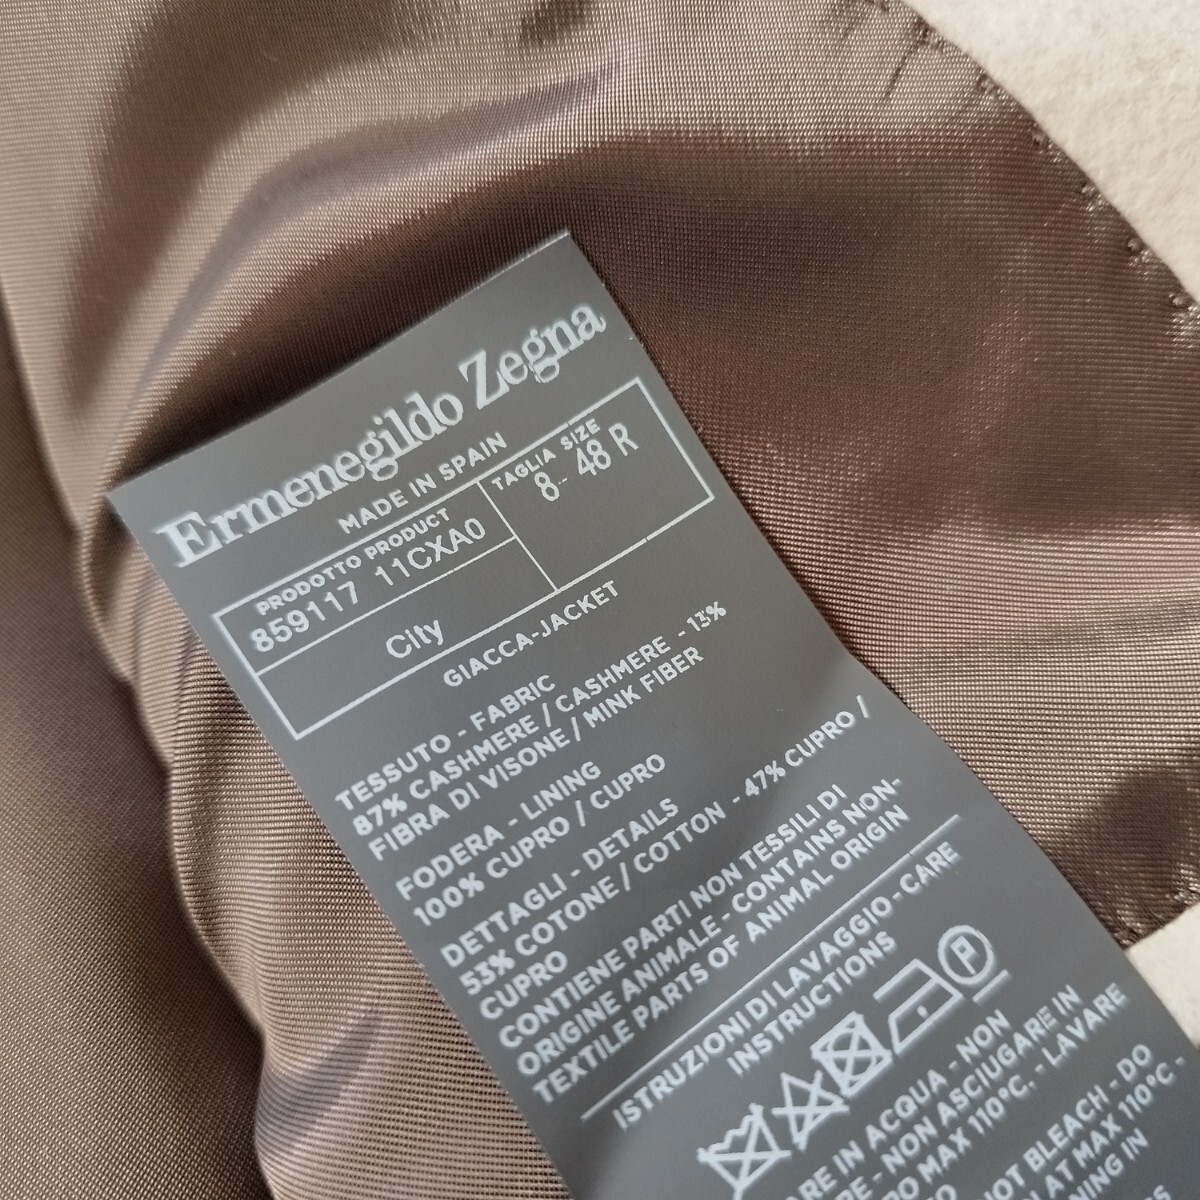 Ermenegildo Zegna
MADE IN SPAIN
PRODOTTO PRODUCT
859117 11CXA0
TAGLIA SIZE
8-- 48 R
City
GIACCA-JACKET
TESSUTO - FABRIC
87% CASHMERE / CASHMERE - 13%
FIBRA DI VISONE / MINK FIBER
FODERA - LINING
100% CUPRO / CUPRO
DETTAGLI - DETAILS
53% COTONE / COTTON - 47% CUPRO /
CUPRO
CONTIENE PARTI NON TESSILI DI
ORIGINE ANIMALE - CONTAINS NON-
TEXTILE PARTS OF ANIMAL ORIGIN
ISTRUZIONI DI LAVAGGIO - CARE
INSTRUCTIONS
P
IN ACQUA - NON
- NON ASCIUGARE IN
MAX 110°C. - LAVARE
BLEACH - DO
AT MAX 110°C -
IN